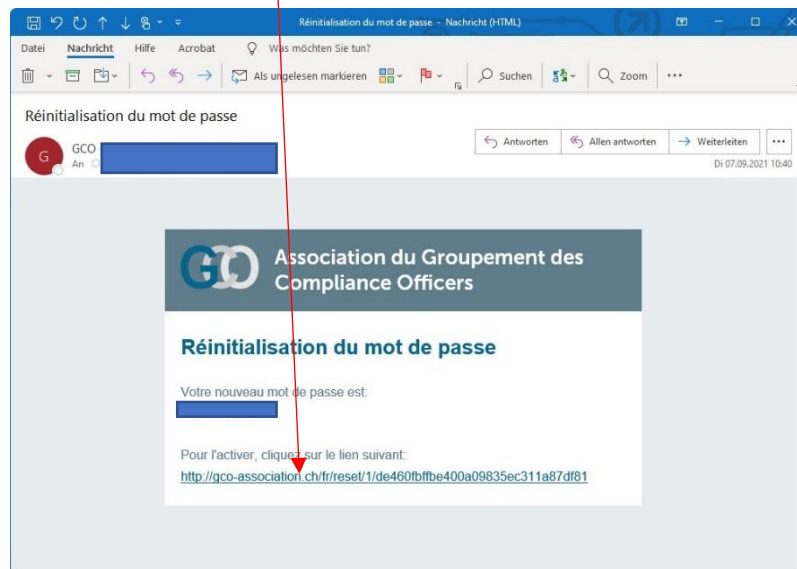 Réinitialisation du mot de passe - Nachricht (HTML)
Datei Nachricht Hilfe Acrobat Was möchten Sie tun?
Als ungelesen markieren Suchen Zoom
Réinitialisation du mot de passe
G
GCO
An
Antworten Allen antworten Weiterleiten
Di 07.09.2021 10:40
GCO
Association du Groupement des
Compliance Officers
Réinitialisation du mot de passe
Votre nouveau mot de passe est:
Pour l'activer, cliquez sur le lien suivant:
http://gco-association.ch/fr/reset/1/de460fbffbe400a09835ec311a87df81